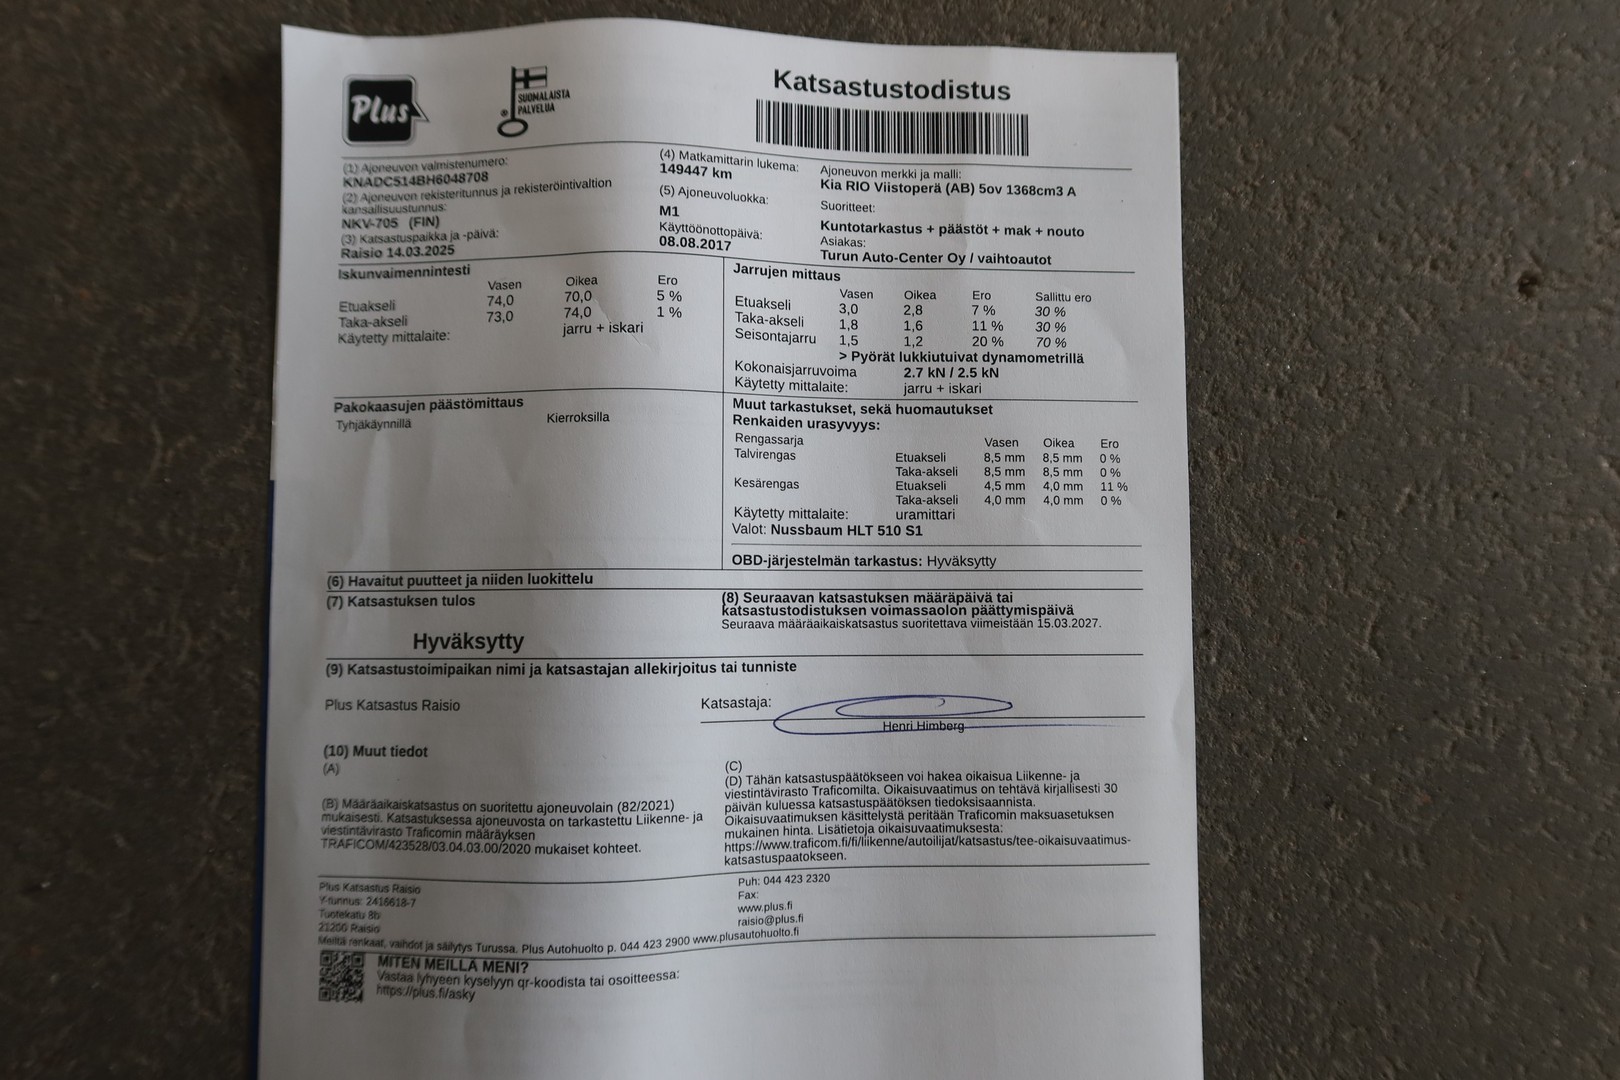 Plus
SUOMALAISTA
PALVELUA
Katsastustodistus
(1) Ajoneuvon valmistenumero:
KNADC514BH6048708
(2) Ajoneuvon rekisteritunnus ja rekisteröintivaltion
kansallisuustunnus:
NKV-705 (FIN)
(3) Katsastuspaikka ja -päivä:
Raisio 14.03.2025
(4) Matkamittarin lukema:
149447 km
(5) Ajoneuvoluokka:
M1
Käyttöönottopäivä:
08.08.2017
Ajoneuvon merkki ja malli:
Kia RIO Viistoperä (AB) 5ov 1368cm3 A
Suoritteet:
Kuntotarkastus + päästöt + mak + nouto
Asiakas:
Turun Auto-Center Oy / vaihtoautot
Iskunvaimennintesti
Vasen Oikea Ero
Etuakseli 74,0 70,0 5 %
Taka-akseli 73,0 74,0 1 %
Käytetty mittalaite: jarru + iskari
Jarrujen mittaus
Vasen Oikea Ero Sallittu ero
Etuakseli 3,0 2,8 7 % 30 %
Taka-akseli 1,8 1,6 11 % 30 %
Seisontajarru 1,5 1,2 20 % 70 %
> Pyörät lukkiutuivat dynamometrillä
Kokonaisjarruvoima 2.7 kN / 2.5 kN
Käytetty mittalaite: jarru + iskari
Pakokaasujen päästömittaus
Tyhjäkäynnillä Kierroksilla
Muut tarkastukset, sekä huomautukset
Renkaiden urasyvyys:
Rengassarja Vasen Oikea Ero
Talvirengas Etuakseli 8,5 mm 8,5 mm 0 %
Taka-akseli 8,5 mm 8,5 mm 0 %
Kesärengas Etuakseli 4,5 mm 4,0 mm 11 %
Taka-akseli 4,0 mm 4,0 mm 0 %
Käytetty mittalaite: uramittari
Valot: Nussbaum HLT 510 S1
OBD-järjestelmän tarkastus: Hyväksytty
(6) Havaitut puutteet ja niiden luokittelu
(7) Katsastuksen tulos
Hyväksytty
(8) Seuraavan katsastuksen määräpäivä tai
katsastustodistuksen voimassaolon päättymispäivä
Seuraava määräaikaiskatsastus suoritettava viimeistään 15.03.2027.
(9) Katsastustoimipaikan nimi ja katsastajan allekirjoitus tai tunniste
Plus Katsastus Raisio
Katsastaja:
Henri Himberg
(10) Muut tiedot
(A)
(B) Määräaikaiskatsastus on suoritettu ajoneuvolain (82/2021)
mukaisesti. Katsastuksessa ajoneuvosta on tarkastettu Liikenne- ja
viestintävirasto Traficomin määräyksen
TRAFICOM/423528/03.04.03.00/2020 mukaiset kohteet.
(C)
(D) Tähän katsastuspäätökseen voi hakea oikaisua Liikenne- ja
viestintävirasto Traficomilta. Oikaisuvaatimus on tehtävä kirjallisesti 30
päivän kuluessa katsastuspäätöksen tiedoksisaannista.
Oikaisuvaatimuksen käsittelystä peritään Traficomin maksuasetuksen
mukainen hinta. Lisätietoja oikaisuvaatimuksesta:
https://www.traficom.fi/fi/liikenne/autoilijat/katsastus/tee-oikaisuvaatimus-
katsastuspaatokseen.
Plus Katsastus Raisio
Y-tunnus: 2416618-7
Tuotekatu 8b
21200 Raisio
Puh: 044 423 2320
Fax:
www.plus.fi
raisio@plus.fi
Meiltä renkaat, vaihdot ja säilytys Turussa. Plus Autohuolto p. 044 423 2900 www.plusautohuolto.fi
MITEN MEILLÄ MENI?
Vastaa lyhyeen kyselyyn qr-koodista tai osoitteessa:
https://plus.fi/asky